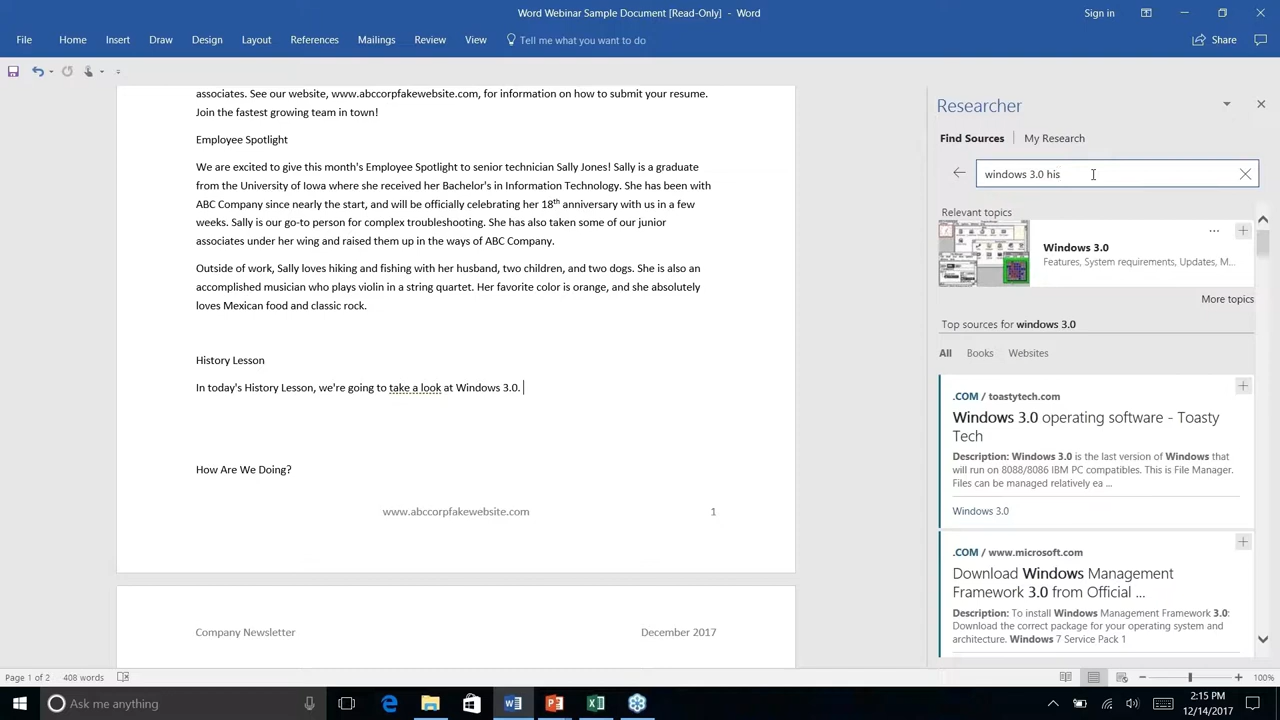 Word Webinar Sample Document [Read-Only] - Word
Sign in
File Home Insert Draw Design Layout References Mailings Review View Tell me what you want to do Share
associates. See our website, www.abccorpfakewebsite.com, for information on how to submit your resume.
Join the fastest growing team in town!
Employee Spotlight
We are excited to give this month's Employee Spotlight to senior technician Sally Jones! Sally is a graduate
from the University of Iowa where she received her Bachelor's in Information Technology. She has been with
ABC Company since nearly the start, and will be officially celebrating her 18th anniversary with us in a few
weeks. Sally is our go-to person for complex troubleshooting. She has also taken some of our junior
associates under her wing and raised them up in the ways of ABC Company.
Outside of work, Sally loves hiking and fishing with her husband, two children, and two dogs. She is also an
accomplished musician who plays violin in a string quartet. Her favorite color is orange, and she absolutely
loves Mexican food and classic rock.
History Lesson
In today's History Lesson, we're going to take a look at Windows 3.0.
How Are We Doing?
www.abccorpfakewebsite.com 1
Company Newsletter December 2017
Researcher
Find Sources My Research
windows 3.0 his
Relevant topics
Windows 3.0
Features, System requirements, Updates, M...
More topics
Top sources for windows 3.0
All Books Websites
.COM / toastytech.com
Windows 3.0 operating software - Toasty
Tech
Description: Windows 3.0 is the last version of Windows that
will run on 8088/8086 IBM PC compatibles. This is File Manager.
Files can be managed relatively ea ...
Windows 3.0
.COM / www.microsoft.com
Download Windows Management
Framework 3.0 from Official ...
Description: To install Windows Management Framework 3.0:
Download the correct package for your operating system and
architecture. Windows 7 Service Pack 1
Page 1 of 2 408 words 100%
Ask me anything
2:15 PM
12/14/2017